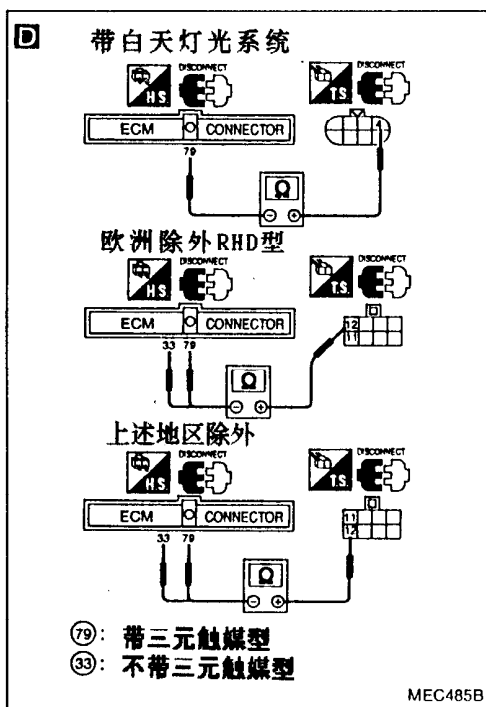 D 带白天灯光系统
DISCONNECT DISCONNECT
H.S. T.S.
ECM CONNECTOR
4
79
Ω
⊖ ⊕
欧洲除外RHD型
DISCONNECT DISCONNECT
H.S. T.S.
ECM CONNECTOR
12
11
33 79
Ω
⊖ ⊕
上述地区除外
DISCONNECT DISCONNECT
H.S. T.S.
ECM CONNECTOR
11
12
33 79
Ω
⊖ ⊕
79: 带三元触媒型
33: 不带三元触媒型
MEC485B